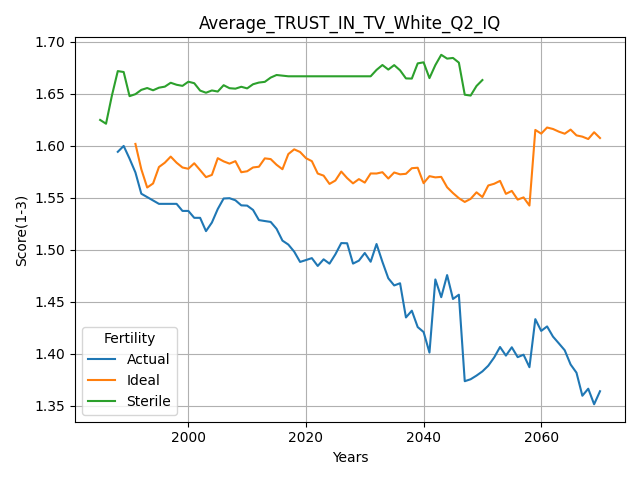 Average_TRUST_IN_TV_White_Q2_IQ
1.70
1.65
1.60
1.55
1.50
1.45
1.40
1.35
Score(1-3)
Fertility
Actual
Ideal
Sterile
2000
2020
2040
2060
Years